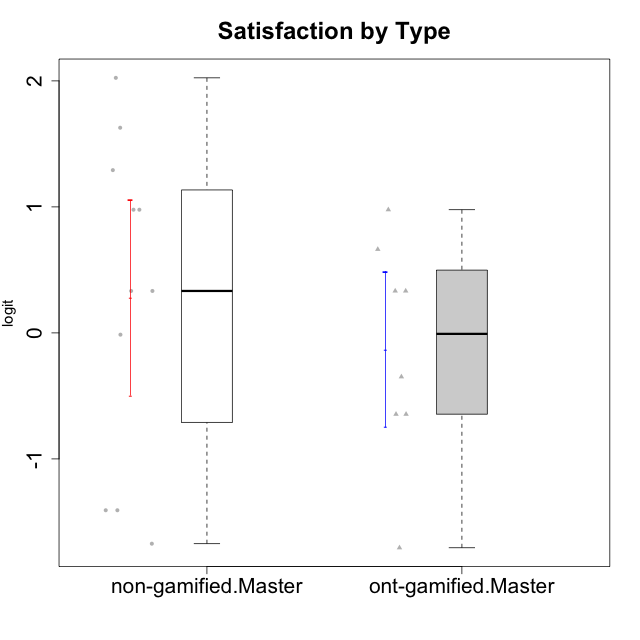 Satisfaction by Type
logit
2
1
0
-1
non-gamified.Master
ont-gamified.Master